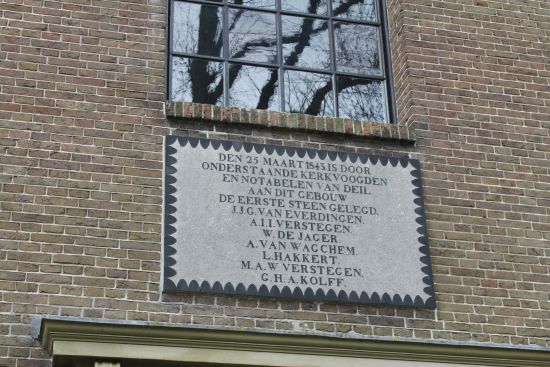 DEN 25 MAART 1843.IS DOOR
ONDERSTAANDE KERKVOOGDEN
EN NOTABELEN VAN DEIL
AAN DIT GEBOUW
DE EERSTE STEEN GELEGD.
J.J.G. VAN EVERDINGEN.
A.I.I. VERSTEGEN.
W. DE JAGER.
A. VAN WAGCHEM.
L. HAKKERT.
M.A.W VERSTEGEN.
G.H.A. KOLFF.